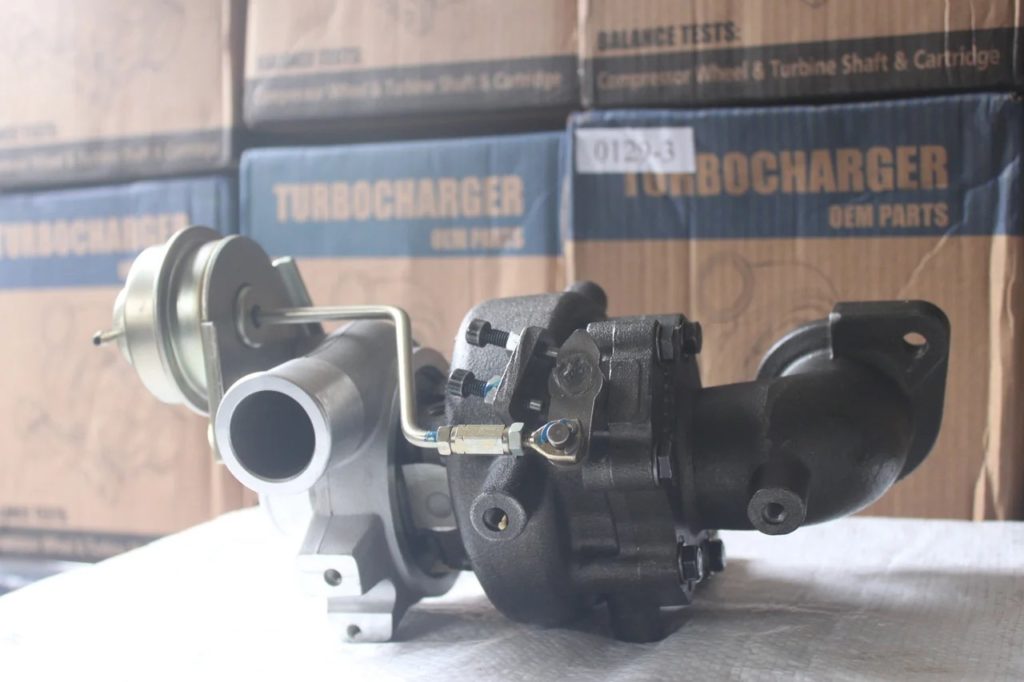 BALANCE TESTS:
Compressor Wheel & Turbine Shaft & Cartridge
BALANCE TESTS:
Compressor Wheel & Turbine Shaft & Cartridge
TURBOCHARGER
OEM PARTS
0129-3
TURBOCHARGER
OEM PARTS
TURBOCHARGER